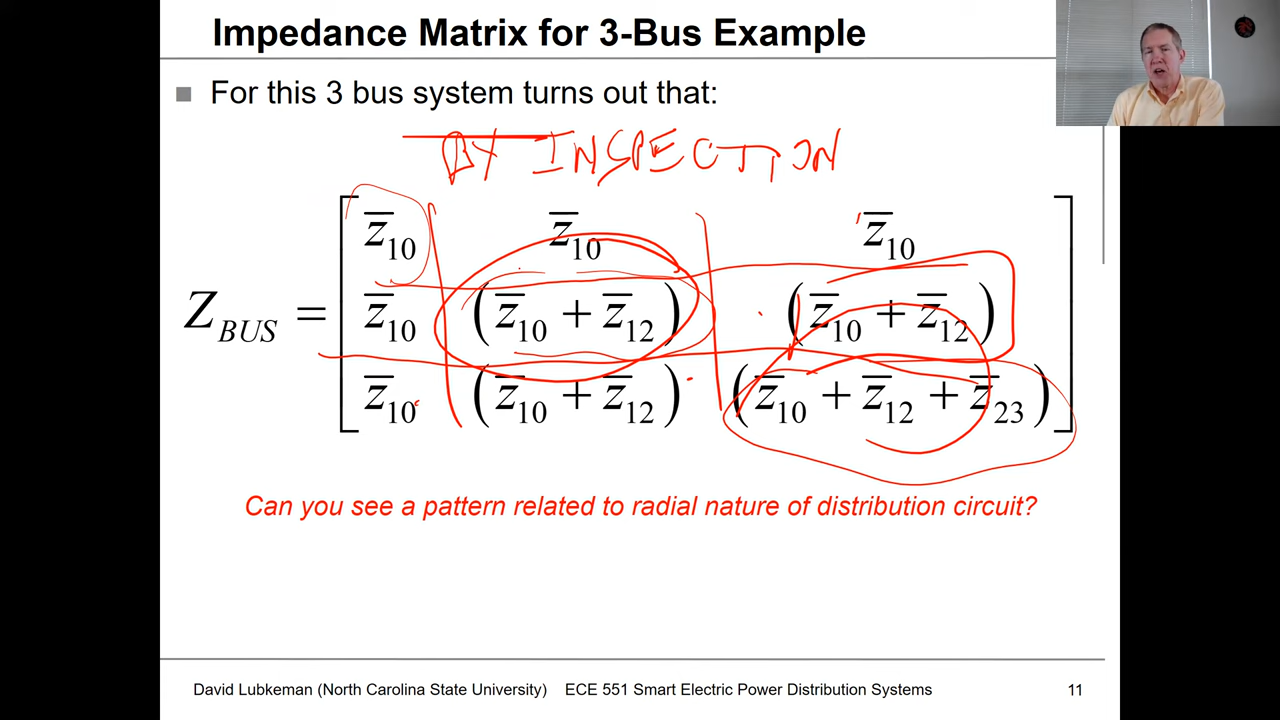 Impedance Matrix for 3-Bus Example
For this 3 bus system turns out that:
BY INSPECTION
z̅10 z̅10 z̅10
Z_BUS = z̅10 (z̅10 + z̅12) (z̅10 + z̅12)
z̅10 (z̅10 + z̅12) (z̅10 + z̅12 + z̅23)
Can you see a pattern related to radial nature of distribution circuit?
David Lubkeman (North Carolina State University) ECE 551 Smart Electric Power Distribution Systems 11